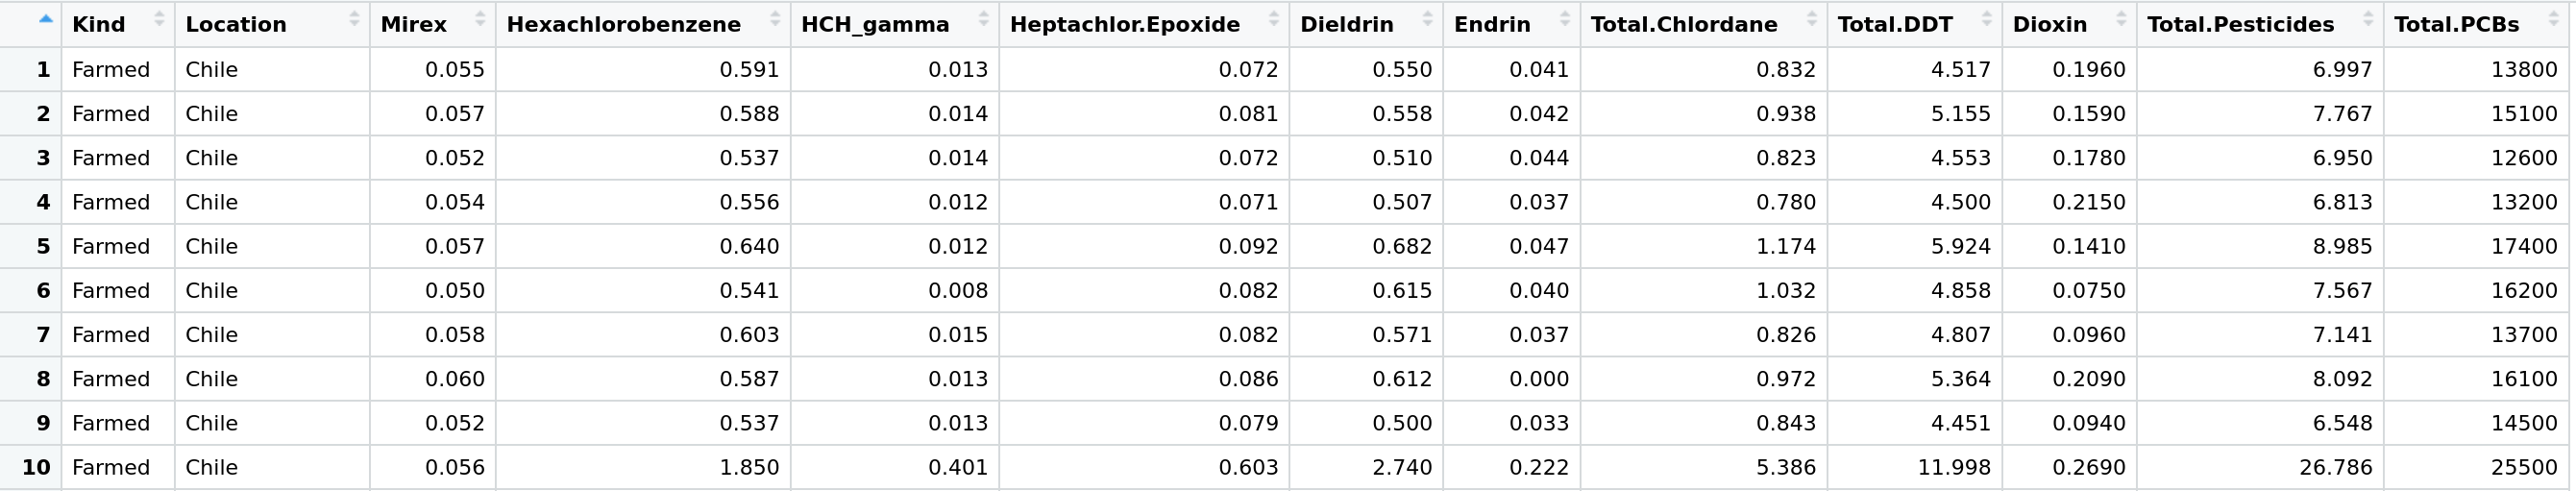 Kind Location Mirex Hexachlorobenzene HCH_gamma Heptachlor.Epoxide Dieldrin Endrin Total.Chlordane Total.DDT Dioxin Total.Pesticides Total.PCBs
1 Farmed Chile 0.055 0.591 0.013 0.072 0.550 0.041 0.832 4.517 0.1960 6.997 13800
2 Farmed Chile 0.057 0.588 0.014 0.081 0.558 0.042 0.938 5.155 0.1590 7.767 15100
3 Farmed Chile 0.052 0.537 0.014 0.072 0.510 0.044 0.823 4.553 0.1780 6.950 12600
4 Farmed Chile 0.054 0.556 0.012 0.071 0.507 0.037 0.780 4.500 0.2150 6.813 13200
5 Farmed Chile 0.057 0.640 0.012 0.092 0.682 0.047 1.174 5.924 0.1410 8.985 17400
6 Farmed Chile 0.050 0.541 0.008 0.082 0.615 0.040 1.032 4.858 0.0750 7.567 16200
7 Farmed Chile 0.058 0.603 0.015 0.082 0.571 0.037 0.826 4.807 0.0960 7.141 13700
8 Farmed Chile 0.060 0.587 0.013 0.086 0.612 0.000 0.972 5.364 0.2090 8.092 16100
9 Farmed Chile 0.052 0.537 0.013 0.079 0.500 0.033 0.843 4.451 0.0940 6.548 14500
10 Farmed Chile 0.056 1.850 0.401 0.603 2.740 0.222 5.386 11.998 0.2690 26.786 25500